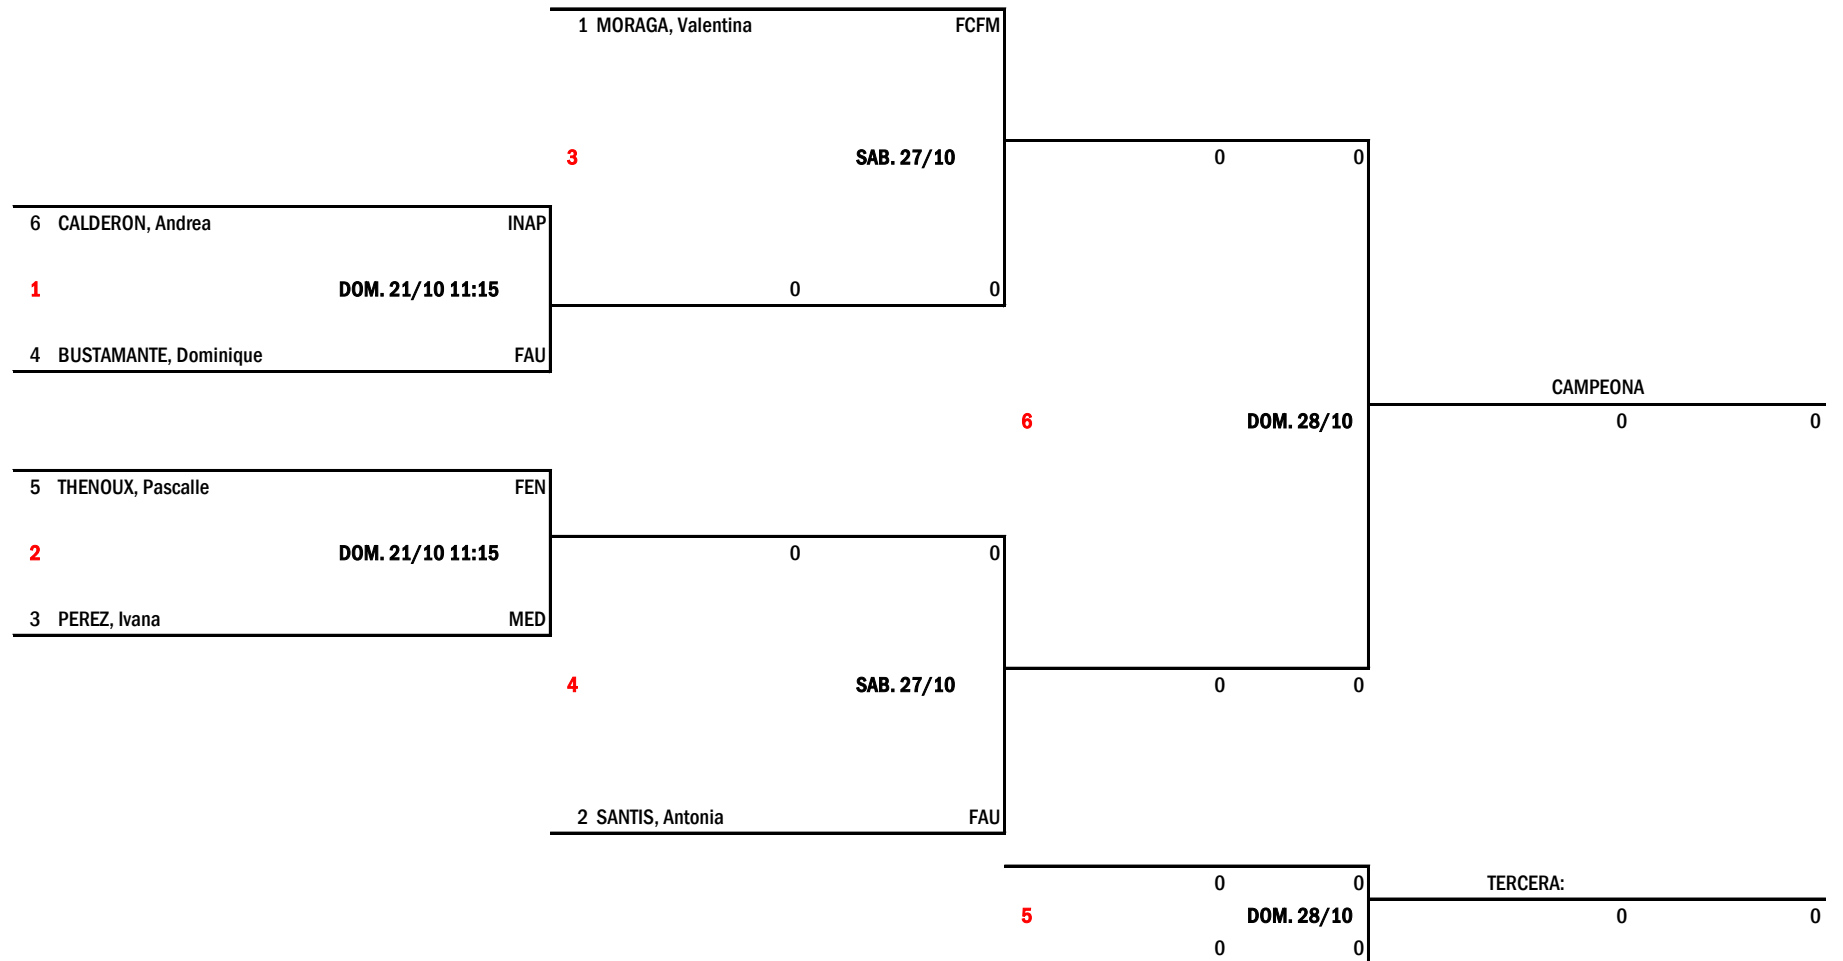 1 MORAGA, Valentina FCFM
3 SAB. 27/10 0 0
6 CALDERON, Andrea INAP
1 DOM. 21/10 11:15 0 0
4 BUSTAMANTE, Dominique FAU
CAMPEONA
6 DOM. 28/10 0 0
5 THENOUX, Pascalle FEN
2 DOM. 21/10 11:15 0 0
3 PEREZ, Ivana MED
4 SAB. 27/10 0 0
2 SANTIS, Antonia FAU
0 0 TERCERA:
5 DOM. 28/10 0 0
0 0